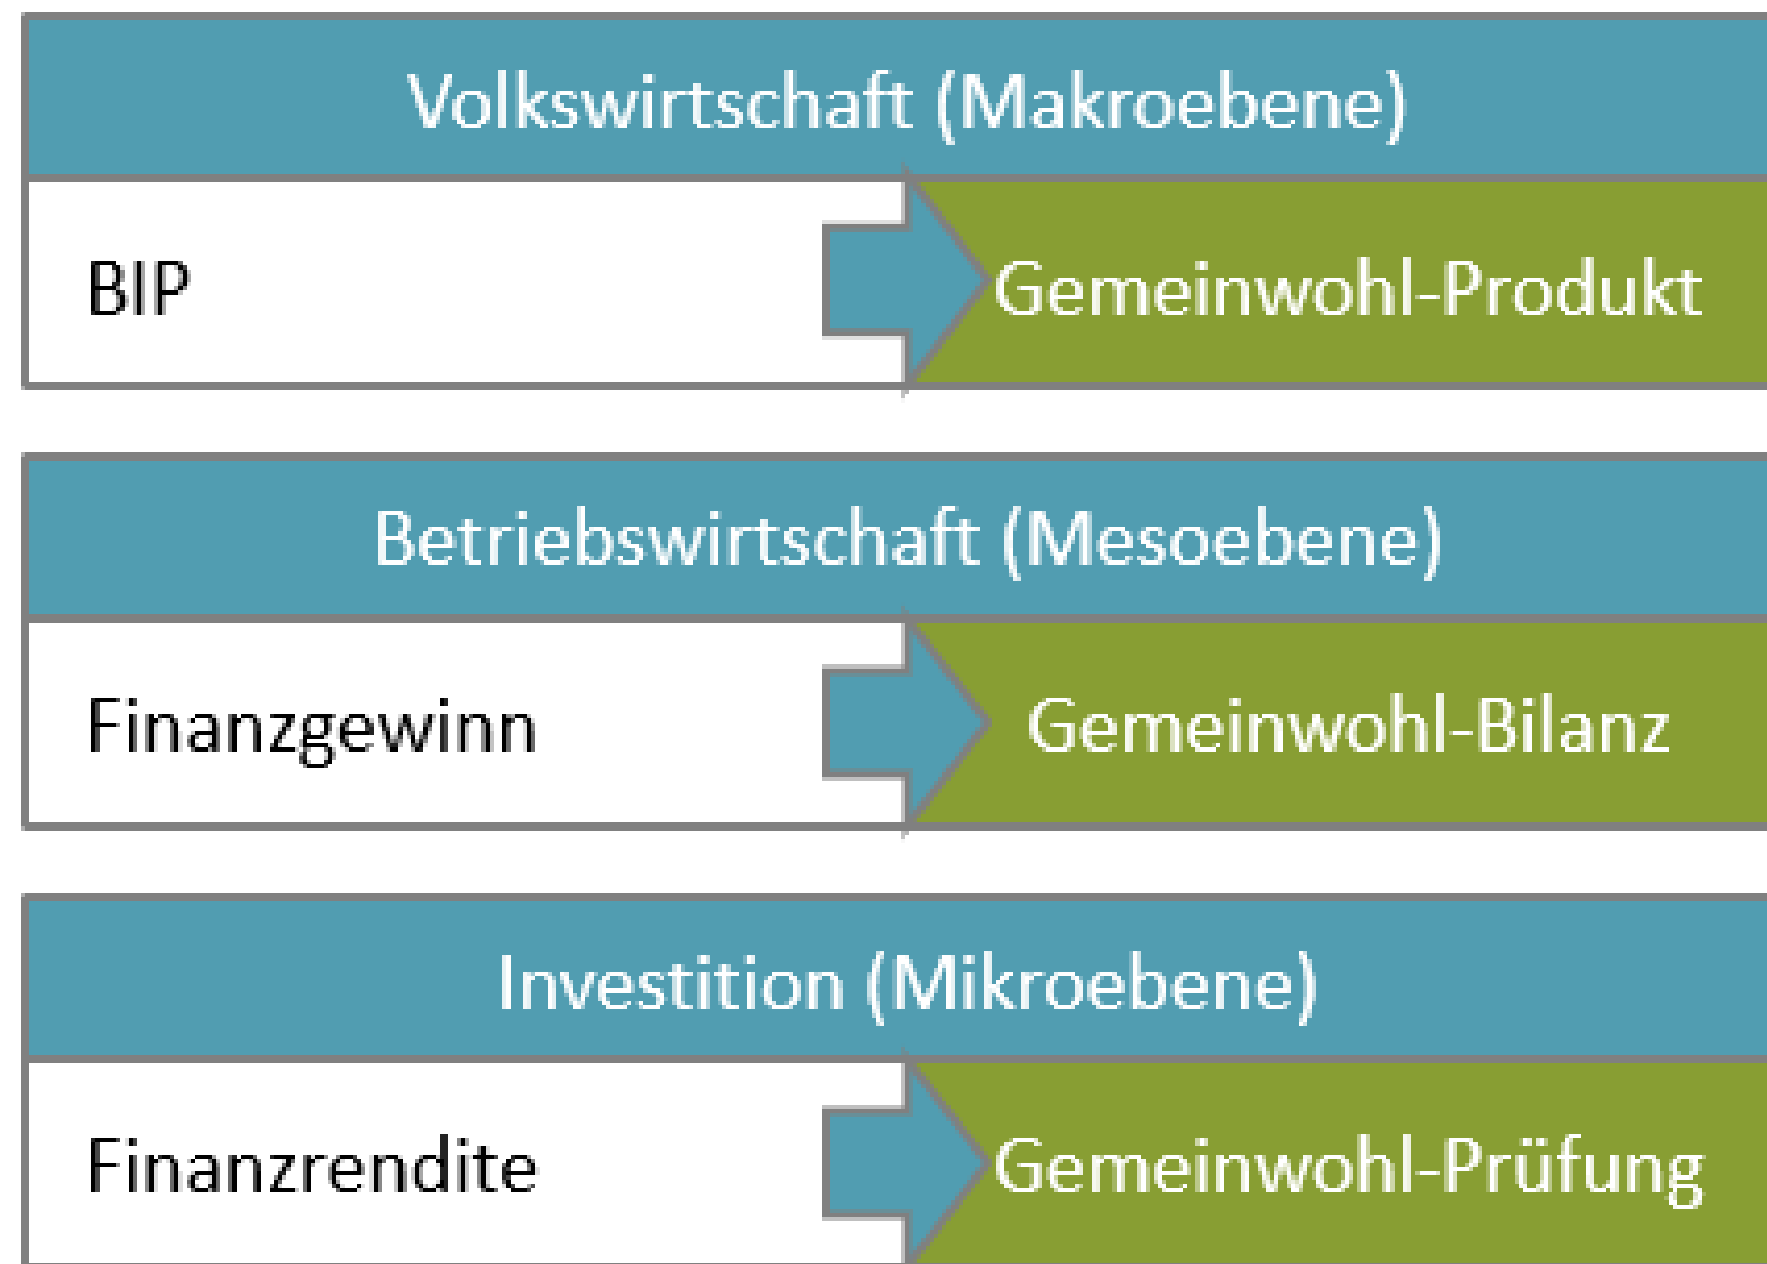 Volkswirtschaft (Makroebene)
BIP
Gemeinwohl-Produkt
Betriebswirtschaft (Mesoebene)
Finanzgewinn
Gemeinwohl-Bilanz
Investition (Mikroebene)
Finanzrendite
Gemeinwohl-Prüfung